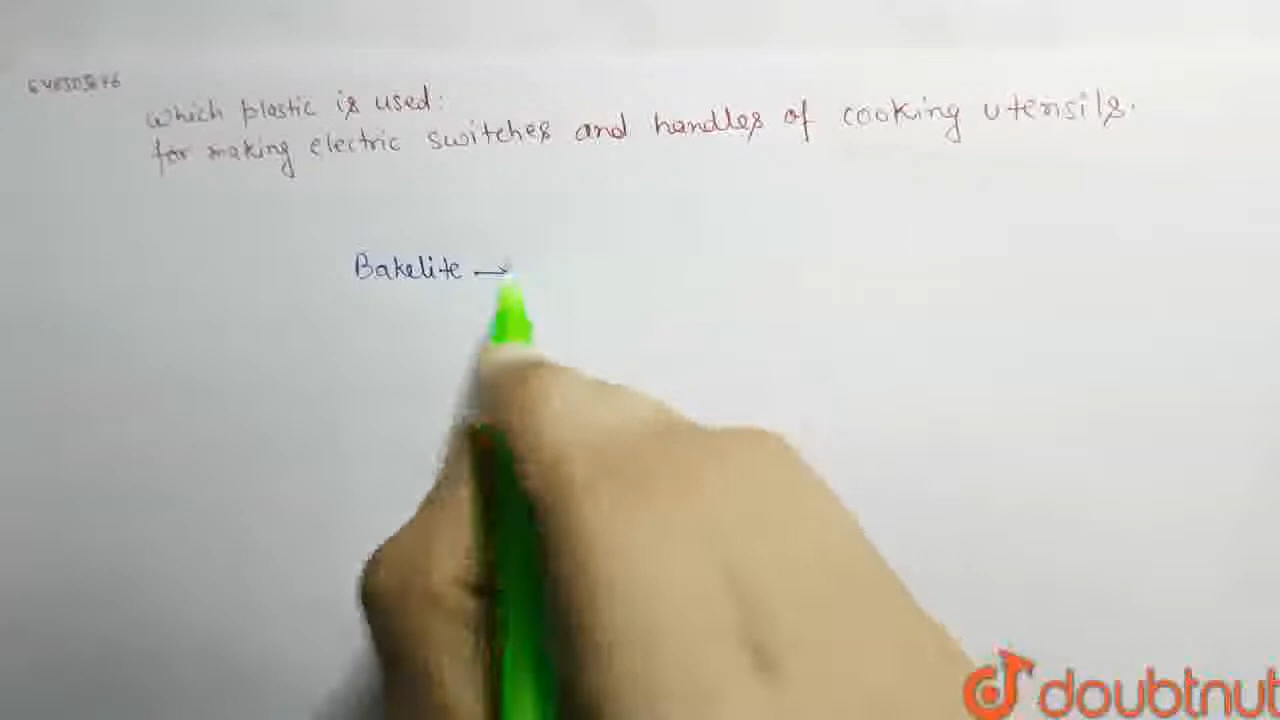 which plastic is used:
for making electric switches and handles of cooking utensils.
Bakelite →
doubtnut